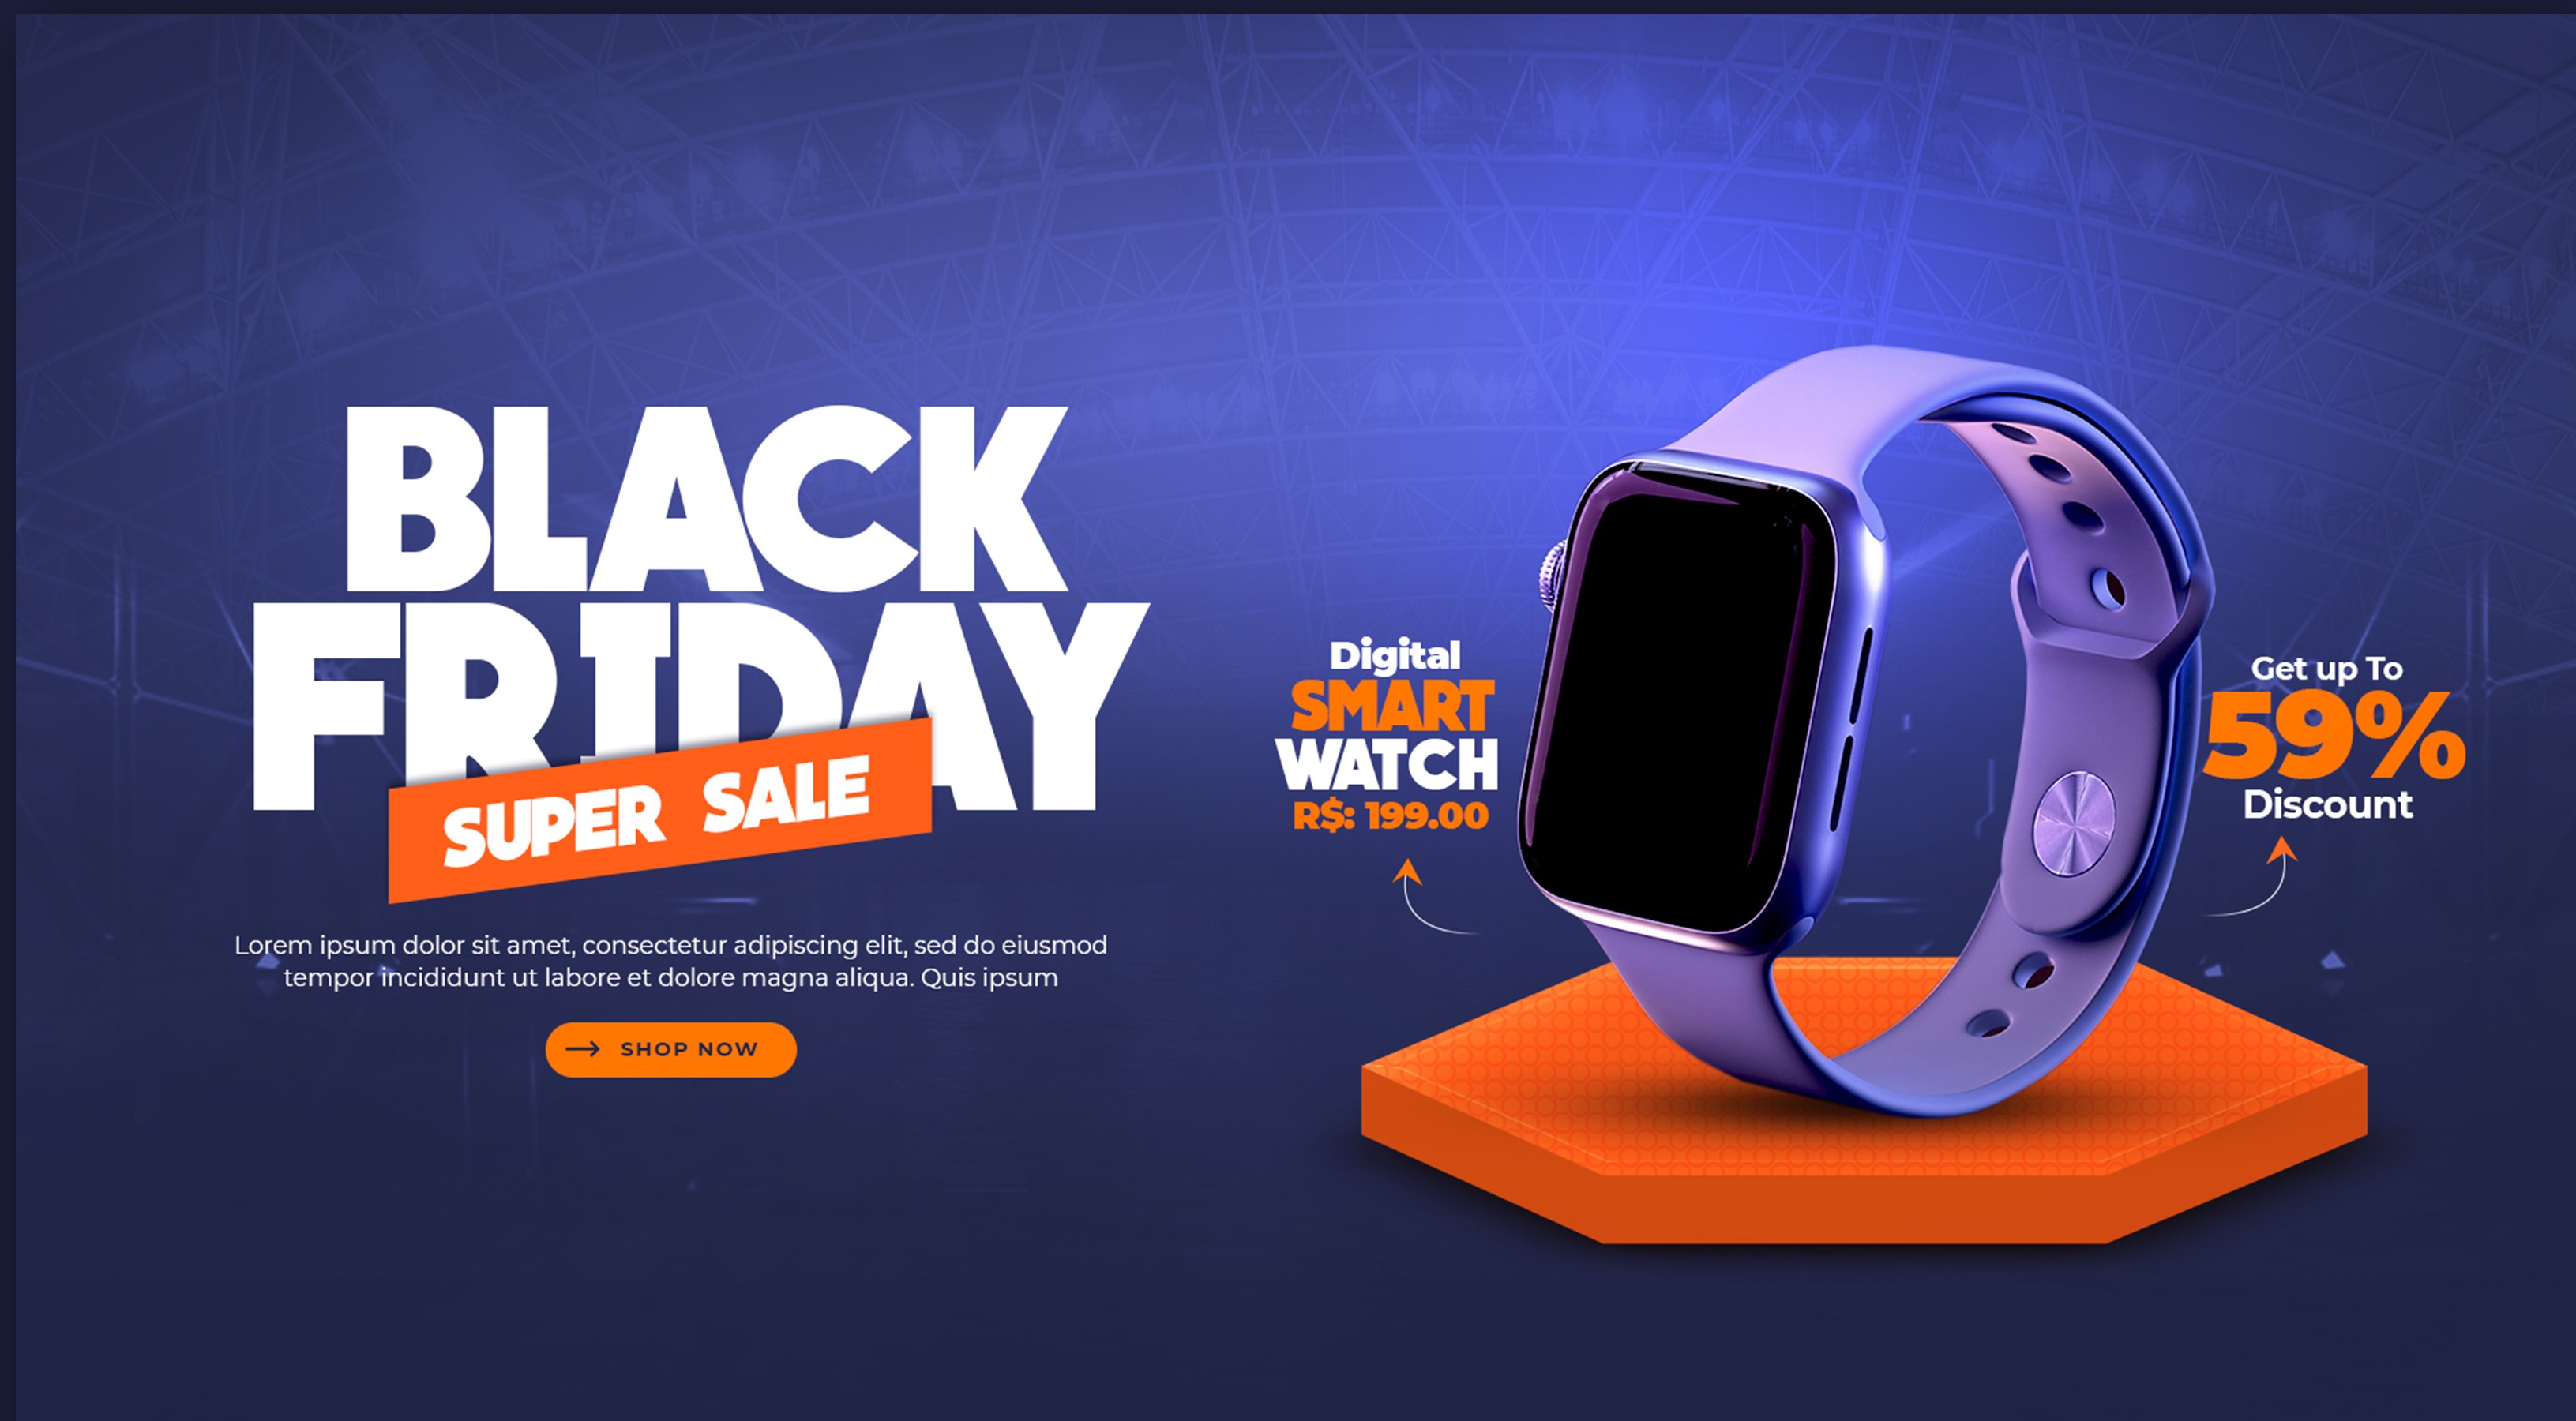 BLACK
FRIDAY
SUPER SALE
Lorem ipsum dolor sit amet, consectetur adipiscing elit, sed do eiusmod
tempor incididunt ut labore et dolore magna aliqua. Quis ipsum
SHOP NOW
Digital
SMART
WATCH
R$: 199.00
Get up To
59%
Discount